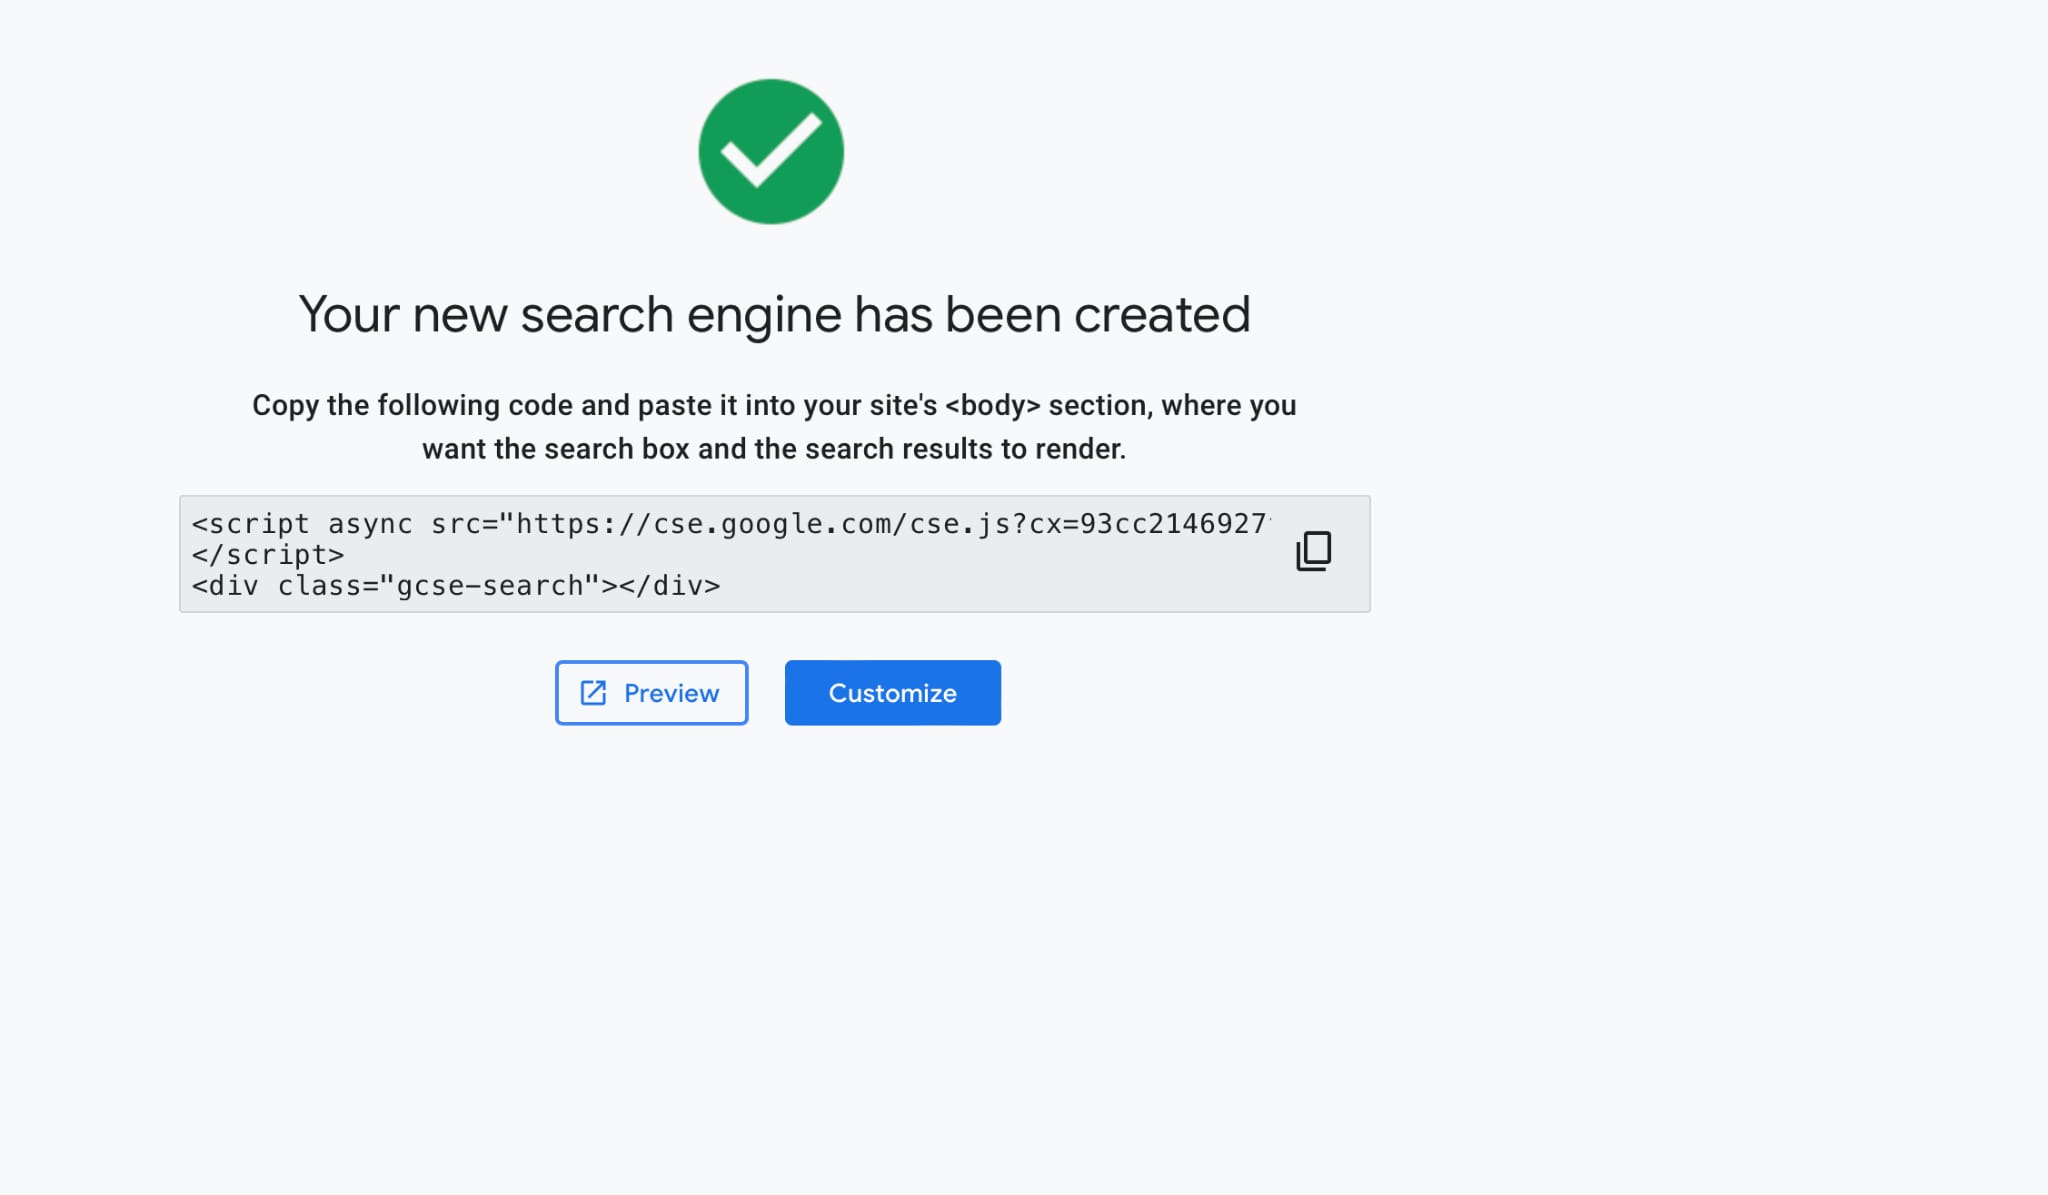 Your new search engine has been created
Copy the following code and paste it into your site's <body> section, where you
want the search box and the search results to render.
<script async src="https://cse.google.com/cse.js?cx=93cc2146927
</script>
<div class="gcse-search"></div>
Preview
Customize